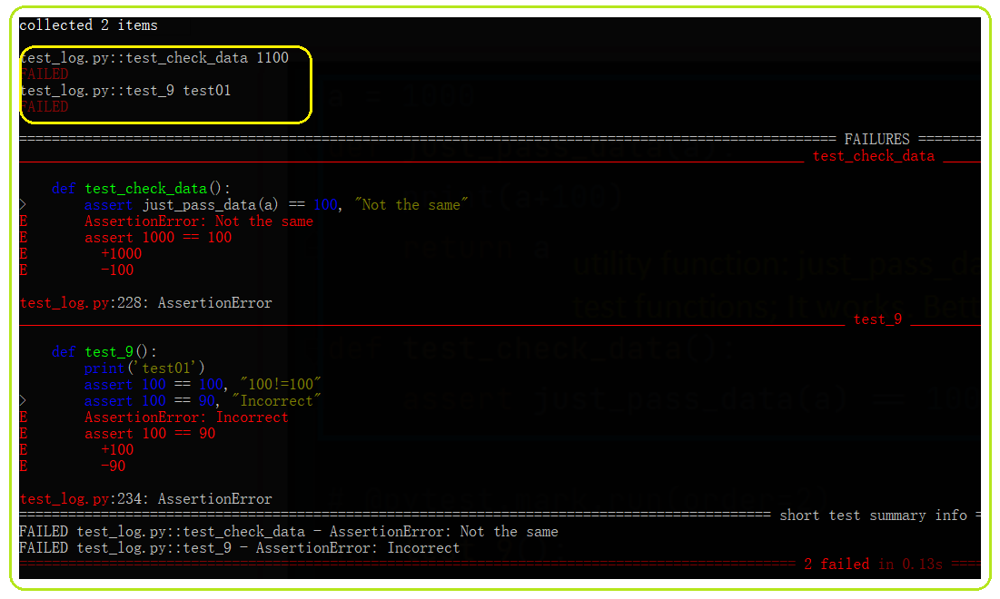 collected 2 items
test_log.py::test_check_data 1100
FAILED
test_log.py::test_9 test01
FAILED
==================================================================================================== FAILURES ========
test_check_data
def test_check_data():
> assert just_pass_data(a) == 100, "Not the same"
E AssertionError: Not the same
E assert 1000 == 100
E +1000
E -100
test_log.py:228: AssertionError
test_9
def test_9():
print('test01')
assert 100 == 100, "100!=100"
> assert 100 == 90, "Incorrect"
E AssertionError: Incorrect
E assert 100 == 90
E +100
E -90
test_log.py:234: AssertionError
============================================================================================ short test summary info =
FAILED test_log.py::test_check_data - AssertionError: Not the same
FAILED test_log.py::test_9 - AssertionError: Incorrect
=============================================================================================== 2 failed in 0.13s ====